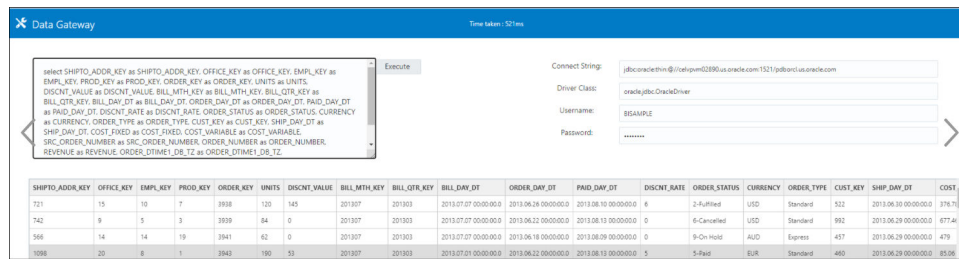 Data Gateway
Time taken : 521ms
select SHIPTO_ADDR_KEY as SHIPTO_ADDR_KEY, OFFICE_KEY as OFFICE_KEY, EMPL_KEY as
EMPL_KEY, PROD_KEY as PROD_KEY, ORDER_KEY as ORDER_KEY, UNITS as UNITS,
DISCNT_VALUE as DISCNT_VALUE, BILL_MTH_KEY as BILL_MTH_KEY, BILL_QTR_KEY as
BILL_QTR_KEY, BILL_DAY_DT as BILL_DAY_DT, ORDER_DAY_DT as ORDER_DAY_DT, PAID_DAY_DT
as PAID_DAY_DT, DISCNT_RATE as DISCNT_RATE, ORDER_STATUS as ORDER_STATUS, CURRENCY
as CURRENCY, ORDER_TYPE as ORDER_TYPE, CUST_KEY as CUST_KEY, SHIP_DAY_DT as
SHIP_DAY_DT, COST_FIXED as COST_FIXED, COST_VARIABLE as COST_VARIABLE,
SRC_ORDER_NUMBER as SRC_ORDER_NUMBER, ORDER_NUMBER as ORDER_NUMBER,
REVENUE as REVENUE, ORDER_DTIME1_DB_TZ as ORDER_DTIME1_DB_TZ,
Execute
Connect String: jdbc:oracle:thin:@//celvpvm02890.us.oracle.com:1521/pdborcl.us.oracle.com
Driver Class: oracle.jdbc.OracleDriver
Username: BISAMPLE
Password: ••••••••
SHIPTO_ADDR_KEY OFFICE_KEY EMPL_KEY PROD_KEY ORDER_KEY UNITS DISCNT_VALUE BILL_MTH_KEY BILL_QTR_KEY BILL_DAY_DT ORDER_DAY_DT PAID_DAY_DT DISCNT_RATE ORDER_STATUS CURRENCY ORDER_TYPE CUST_KEY SHIP_DAY_DT COST
721 15 10 7 3938 120 145 201307 201303 2013.07.07 00:00:00.0 2013.06.26 00:00:00.0 2013.08.10 00:00:00.0 6 2-Fulfilled USD Standard 522 2013.06.30 00:00:00.0 376.78
742 9 5 3 3939 84 0 201307 201303 2013.07.07 00:00:00.0 2013.06.22 00:00:00.0 2013.08.13 00:00:00.0 0 6-Cancelled USD Standard 992 2013.06.29 00:00:00.0 677.46
566 14 14 19 3941 62 0 201307 201303 2013.07.07 00:00:00.0 2013.06.18 00:00:00.0 2013.08.09 00:00:00.0 0 9-On Hold AUD Express 457 2013.06.29 00:00:00.0 479
1098 20 8 1 3943 190 53 201307 201303 2013.07.01 00:00:00.0 2013.06.22 00:00:00.0 2013.08.13 00:00:00.0 5 5-Paid EUR Standard 460 2013.06.29 00:00:00.0 85.06